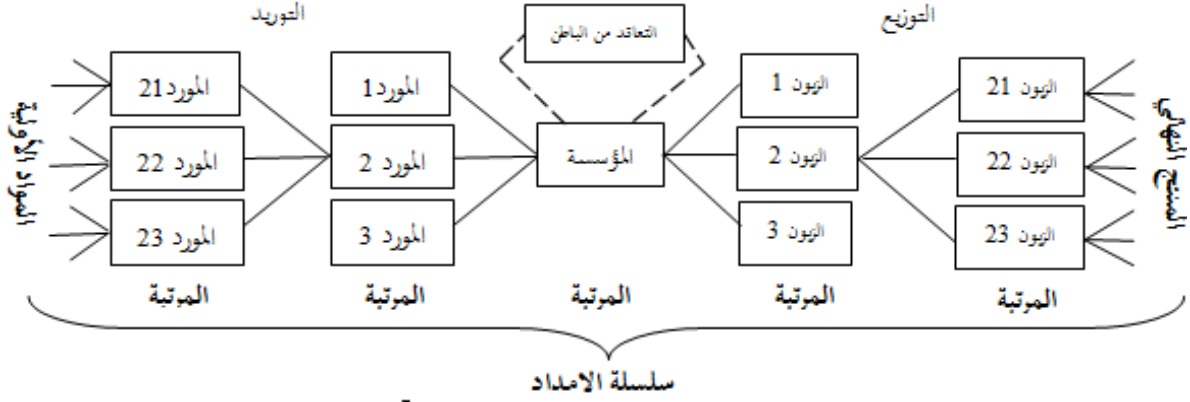 التوزيع
التوريد
التعاقد من الباطن
الزبون 21
الزبون 1
المورد1
المورد21
الزبون 22
الزبون 2
المؤسسة
المورد 2
المورد 22
الزبون 23
الزبون 3
المورد 3
المورد 23
المنتج النهائي
المواد الأولية
المرتبة
المرتبة
المرتبة
المرتبة
المرتبة
سلسلة الامداد